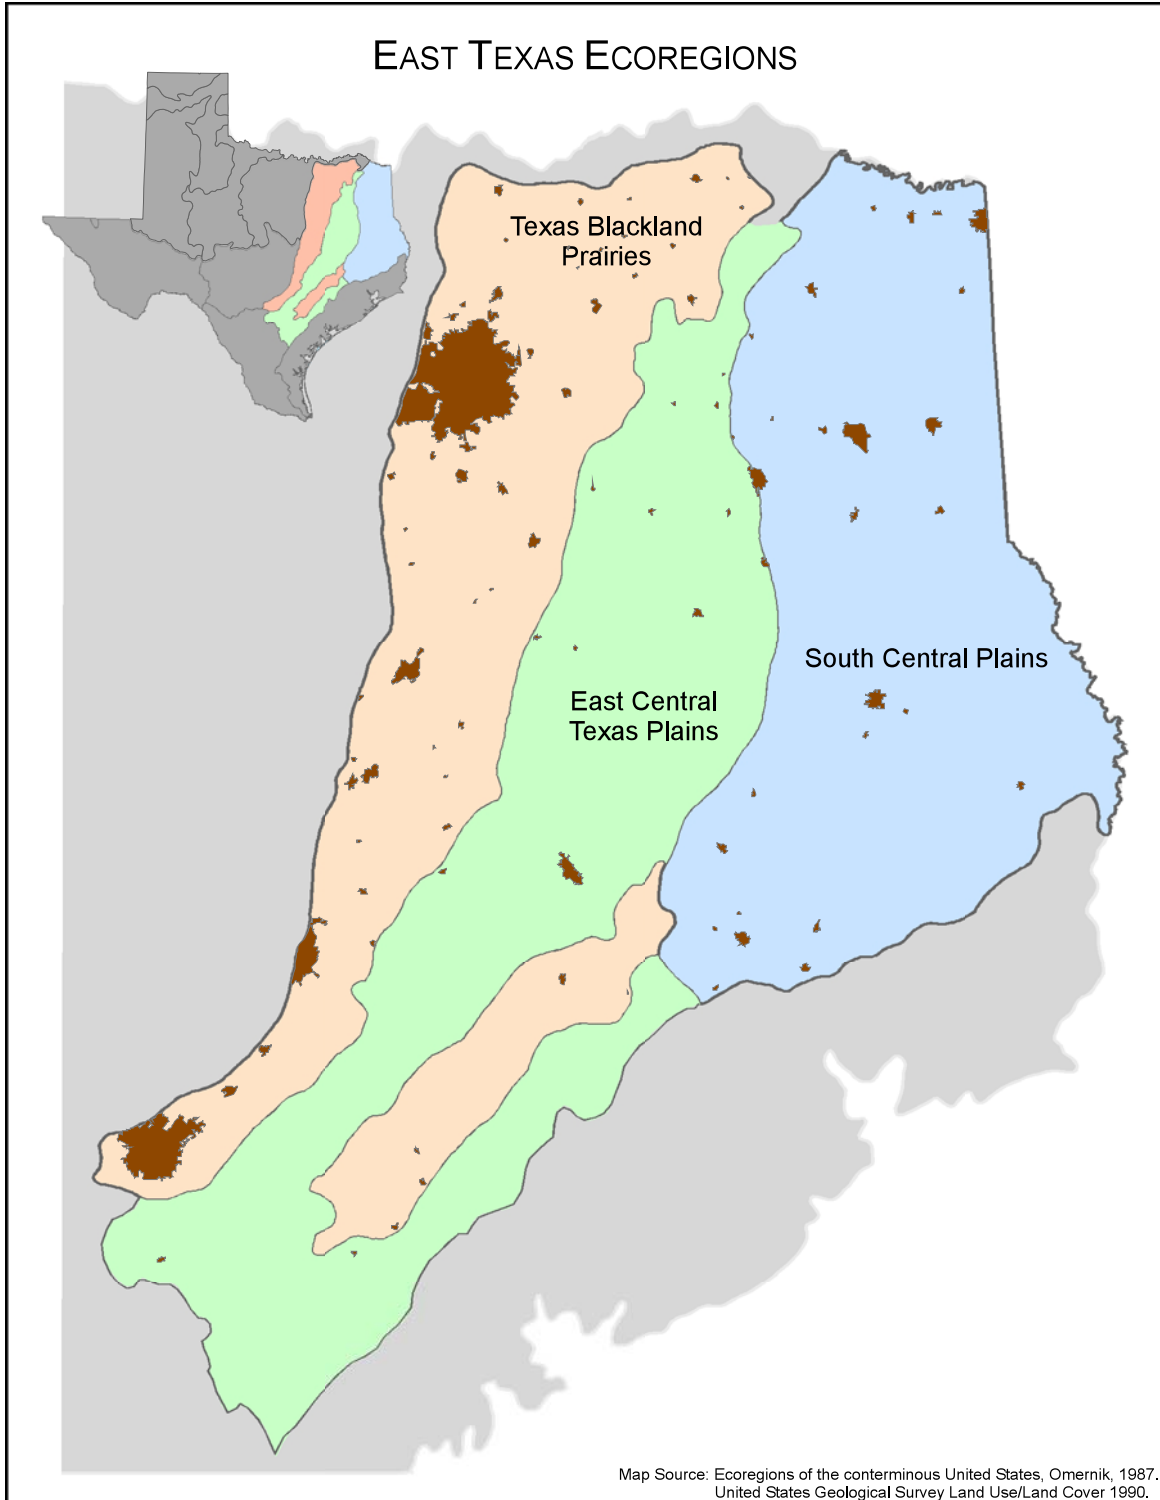 EAST TEXAS ECOREGIONS
Texas Blackland
Prairies
South Central Plains
East Central
Texas Plains
Map Source: Ecoregions of the conterminous United States, Omernik, 1987.
United States Geological Survey Land Use/Land Cover 1990.